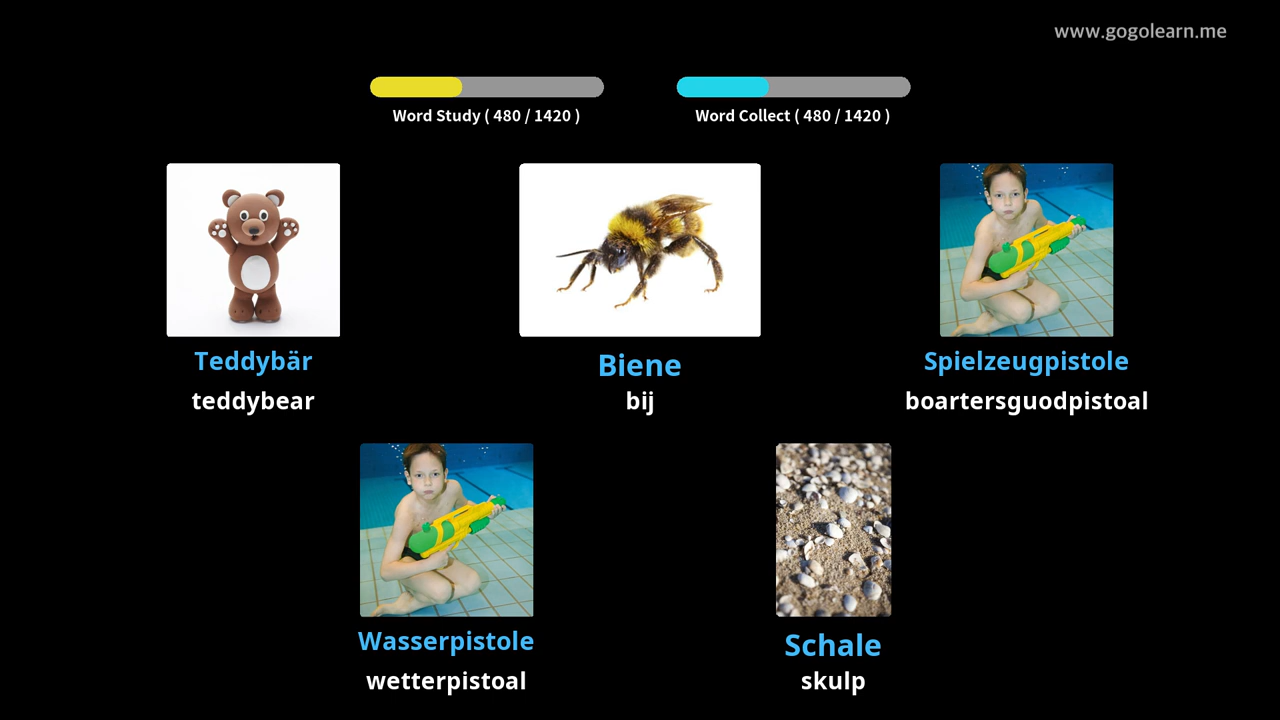 www.gogolearn.me
Word Study ( 480 / 1420 )
Word Collect ( 480 / 1420 )
Teddybär
teddybear
Biene
bij
Spielzeugpistole
boartersguodpistoal
Wasserpistole
wetterpistoal
Schale
skulp